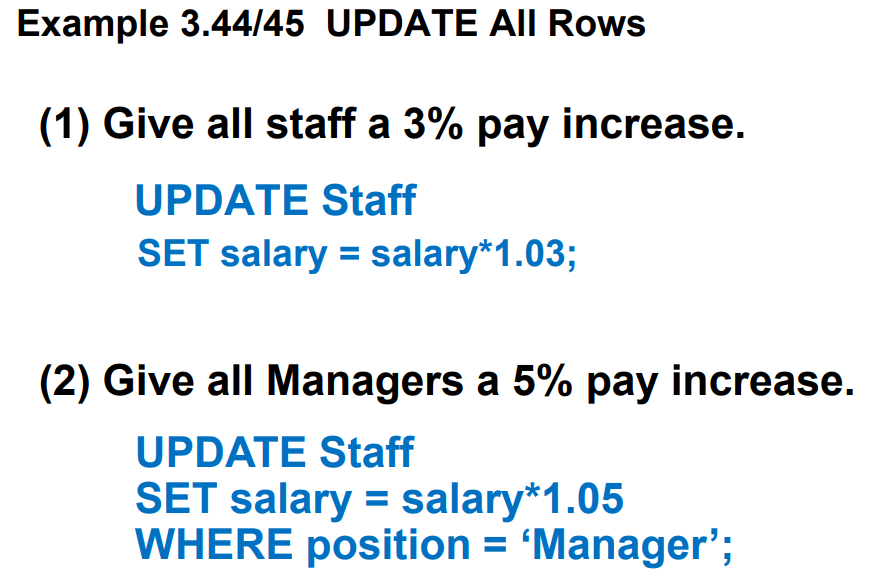 Example 3.44/45 UPDATE All Rows
(1) Give all staff a 3% pay increase.
UPDATE Staff
SET salary = salary*1.03;
(2) Give all Managers a 5% pay increase.
UPDATE Staff
SET salary = salary*1.05
WHERE position = ‘Manager’;